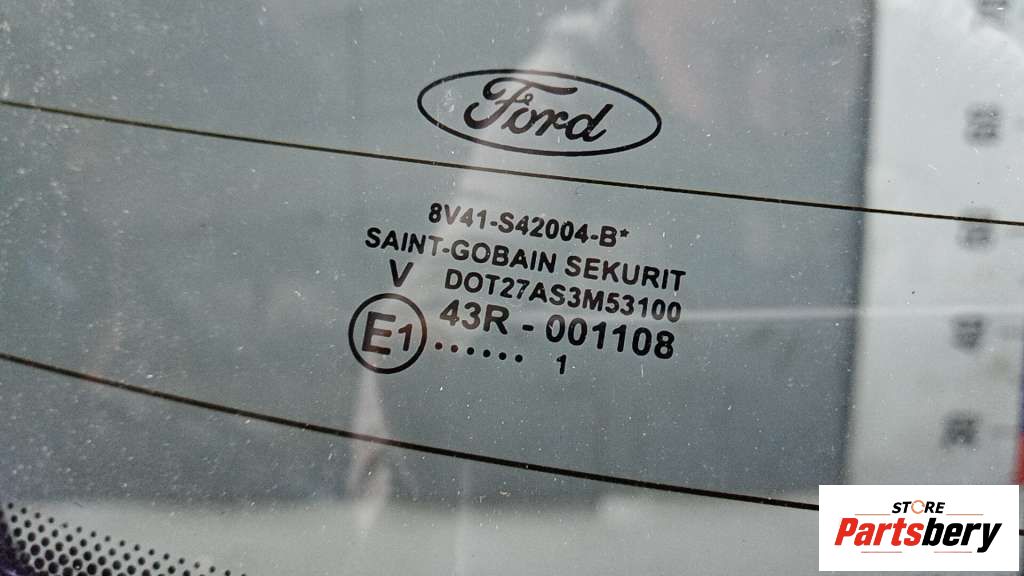 Ford
8V41-S42004-B*
SAINT-GOBAIN SEKURIT
V DOT27AS3M53100
E1 43R - 001108
...... 1
STORE
Partsbery